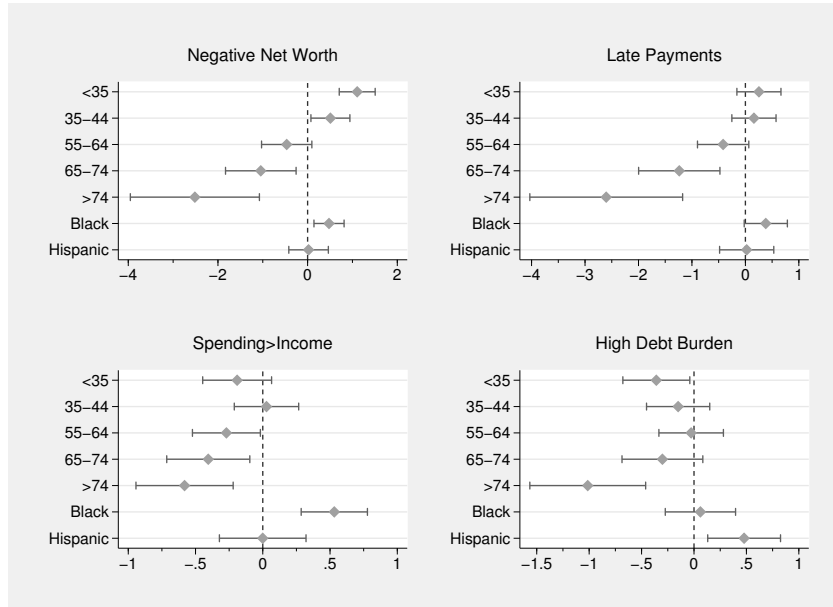 Negative Net Worth
<35
35−44
55−64
65−74
>74
Black
Hispanic
−4 −2 0 2
Late Payments
<35
35−44
55−64
65−74
>74
Black
Hispanic
−4 −3 −2 −1 0 1
Spending>Income
<35
35−44
55−64
65−74
>74
Black
Hispanic
−1 −.5 0 .5 1
High Debt Burden
<35
35−44
55−64
65−74
>74
Black
Hispanic
−1.5 −1 −.5 0 .5 1